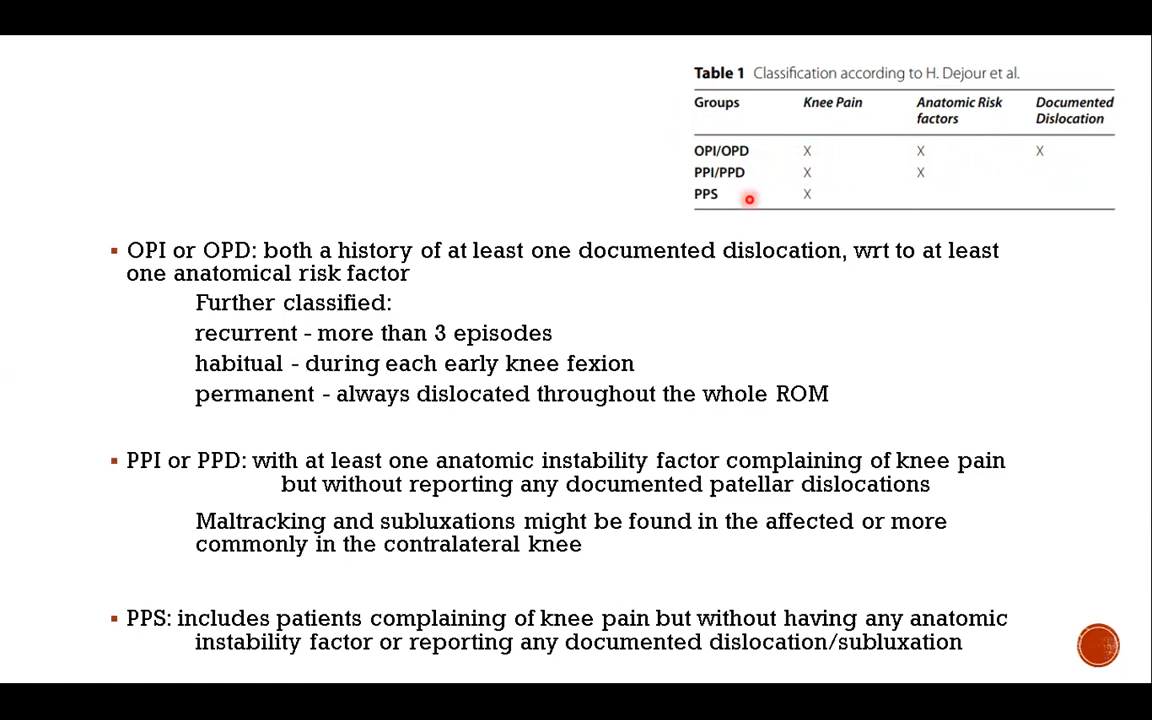 Table 1 Classification according to H. Dejour et al.
Groups Knee Pain Anatomic Risk factors Documented Dislocation
OPI/OPD X X X
PPI/PPD X X
PPS X
▪ OPI or OPD: both a history of at least one documented dislocation, wrt to at least
one anatomical risk factor
Further classified:
recurrent - more than 3 episodes
habitual - during each early knee fexion
permanent - always dislocated throughout the whole ROM
▪ PPI or PPD: with at least one anatomic instability factor complaining of knee pain
but without reporting any documented patellar dislocations
Maltracking and subluxations might be found in the affected or more
commonly in the contralateral knee
▪ PPS: includes patients complaining of knee pain but without having any anatomic
instability factor or reporting any documented dislocation/subluxation